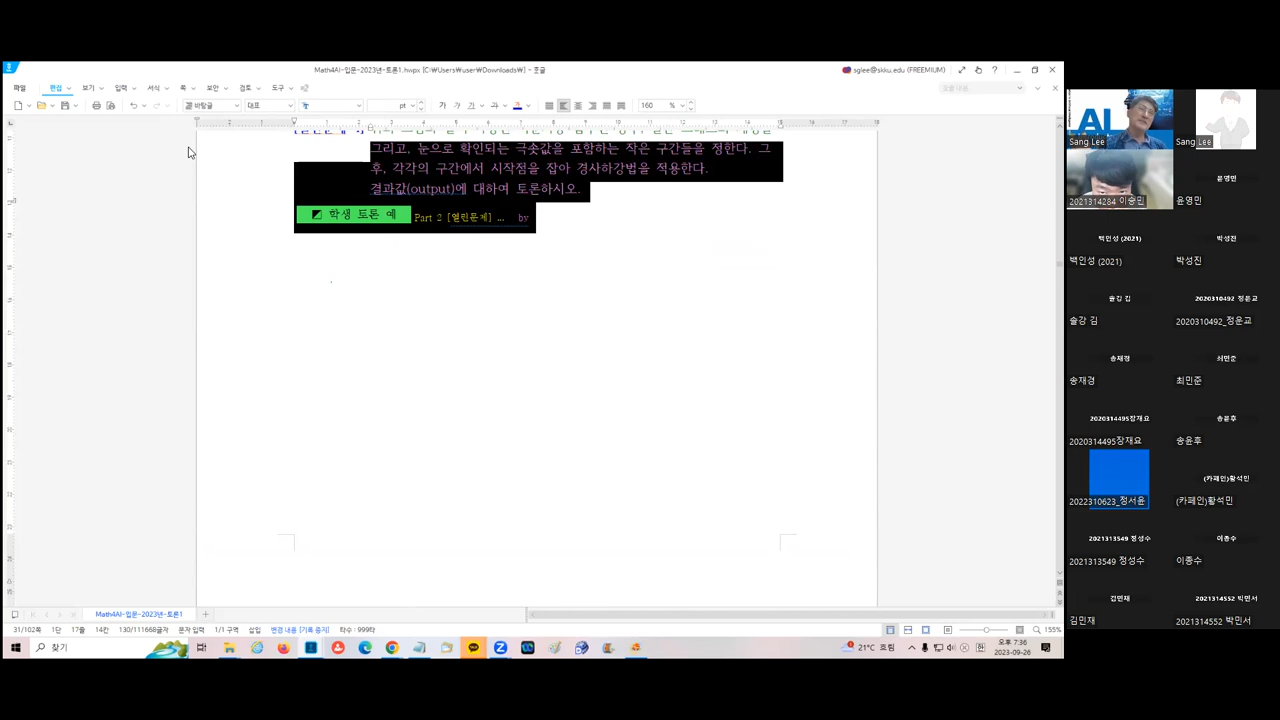 Math4AI-입문-2023년-토론1.hwpx [C:₩Users₩user₩Downloads₩] - 한글
sglee@skku.edu (FREEMIUM)
파일 편집 보기 입력 서식 쪽 보안 검토 도구
바탕글 대표 pt 160 %
그리고, 눈으로 확인되는 극솟값을 포함하는 작은 구간들을 정한다. 그
후, 각각의 구간에서 시작점을 잡아 경사하강법을 적용한다.
결과값(output)에 대하여 토론하시오.
학생 토론 예 Part 2 [열린문제] ... by
Math4AI-입문-2023년-토론1
31/102쪽 1단 17줄 14칸 130/111668글자 문자 입력 1/1 구역 삽입 변경 내용 [기록 중지] 타수 : 999타 155%
찾기
21°C 흐림
오후 7:36
2023-09-26
AI
Sang Lee
Sang Lee
윤영민
2021314284 이승민
윤영민
백인성 (2021)
박성진
백인성 (2021)
박성진
솔강 김
2020310492 정윤교
솔강 김
2020310492_정윤교
송재경
최민준
송재경
최민준
2020314495장재요
송윤후
2020314495장재요
송윤후
(카페인)황석민
2022310623_정서윤
(카페인)황석민
2021313549 정성수
이종수
2021313549 정성수
이종수
김민재
2021314552 박민서
김민재
2021314552 박민서